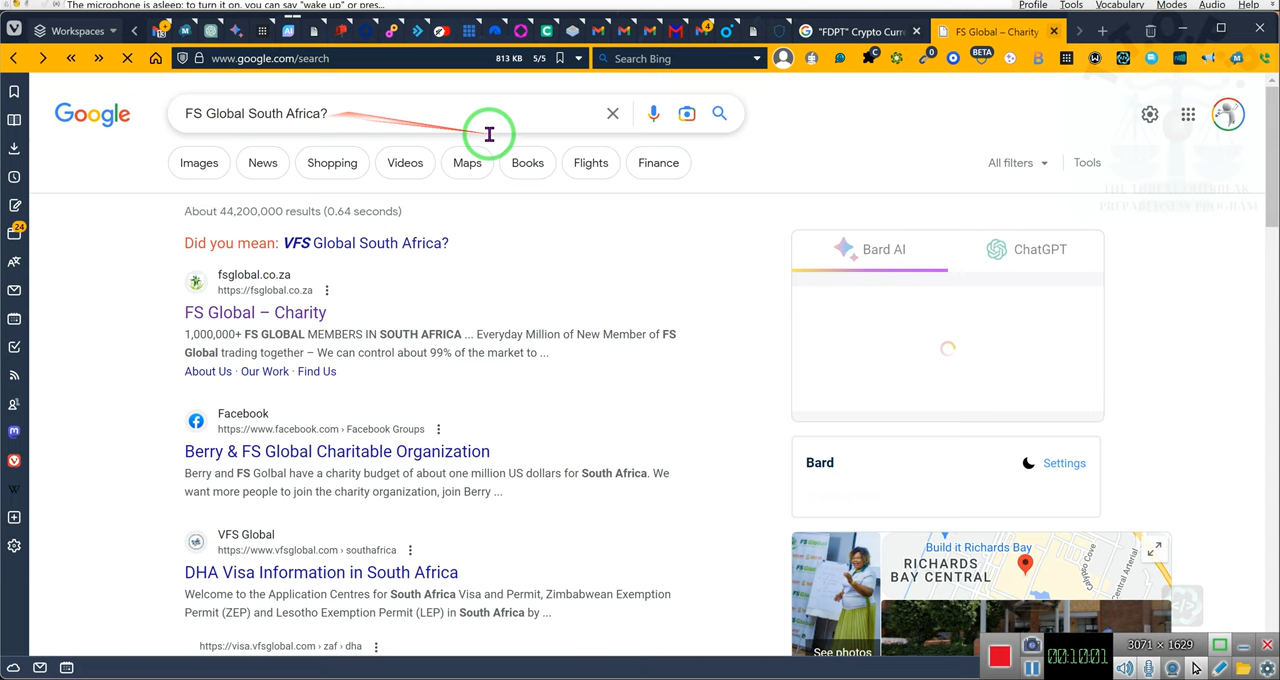 The microphone is asleep: to turn it on, you can say "wake up" or pres...
Profile Tools Vocabulary Modes Audio Help
Workspaces
"FDPT" Crypto Curre
FS Global – Charity
www.google.com/search
813 KB 5/5
Search Bing
BETA
Google
FS Global South Africa?
Images News Shopping Videos Maps Books Flights Finance
All filters Tools
THE THREAT OUTBREAK
PREPAREDNESS PROGRAM
About 44,200,000 results (0.64 seconds)
Did you mean: VFS Global South Africa?
fsglobal.co.za
https://fsglobal.co.za
FS Global – Charity
1,000,000+ FS GLOBAL MEMBERS IN SOUTH AFRICA ... Everyday Million of New Member of FS
Global trading together – We can control about 99% of the market to ...
About Us · Our Work · Find Us
Facebook
https://www.facebook.com › Facebook Groups
Berry & FS Global Charitable Organization
Berry and FS Golbal have a charity budget of about one million US dollars for South Africa. We
want more people to join the charity organization, join Berry ...
VFS Global
https://www.vfsglobal.com › southafrica
DHA Visa Information in South Africa
Welcome to the Application Centres for South Africa Visa and Permit, Zimbabwean Exemption
Permit (ZEP) and Lesotho Exemption Permit (LEP) in South Africa by ...
https://visa.vfsglobal.com › zaf › dha
Bard AI
ChatGPT
Bard
Settings
Build it Richards Bay
RICHARDS
BAY CENTRAL
Calypso Cove
Central Arterial
See photos
3071 × 1629
00:10:01